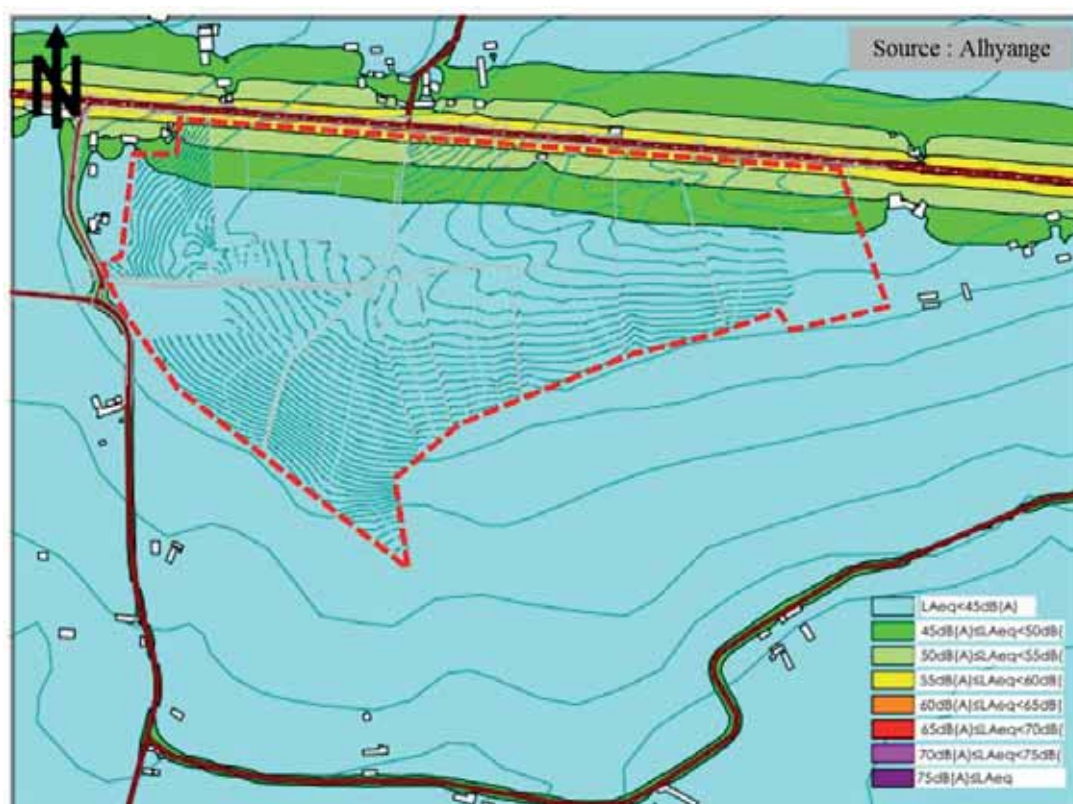 N
Source : Alhyange
LAeq<45dB(A)
45dB(A)≤LAeq<50dB(
50dB(A)≤LAeq<55dB(
55dB(A)≤LAeq<60dB(
60dB(A)≤LAeq<65dB(
65dB(A)≤LAeq<70dB(
70dB(A)≤LAeq<75dB(
75dB(A)≤LAeq